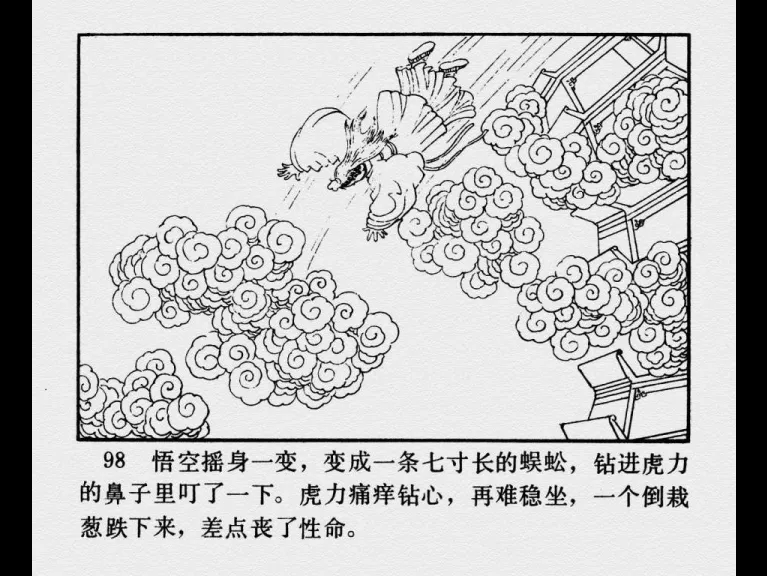 98 悟空摇身一变，变成一条七寸长的蜈蚣，钻进虎力
的鼻子里叮了一下。虎力痛痒钻心，再难稳坐，一个倒栽
葱跌下来，差点丧了性命。